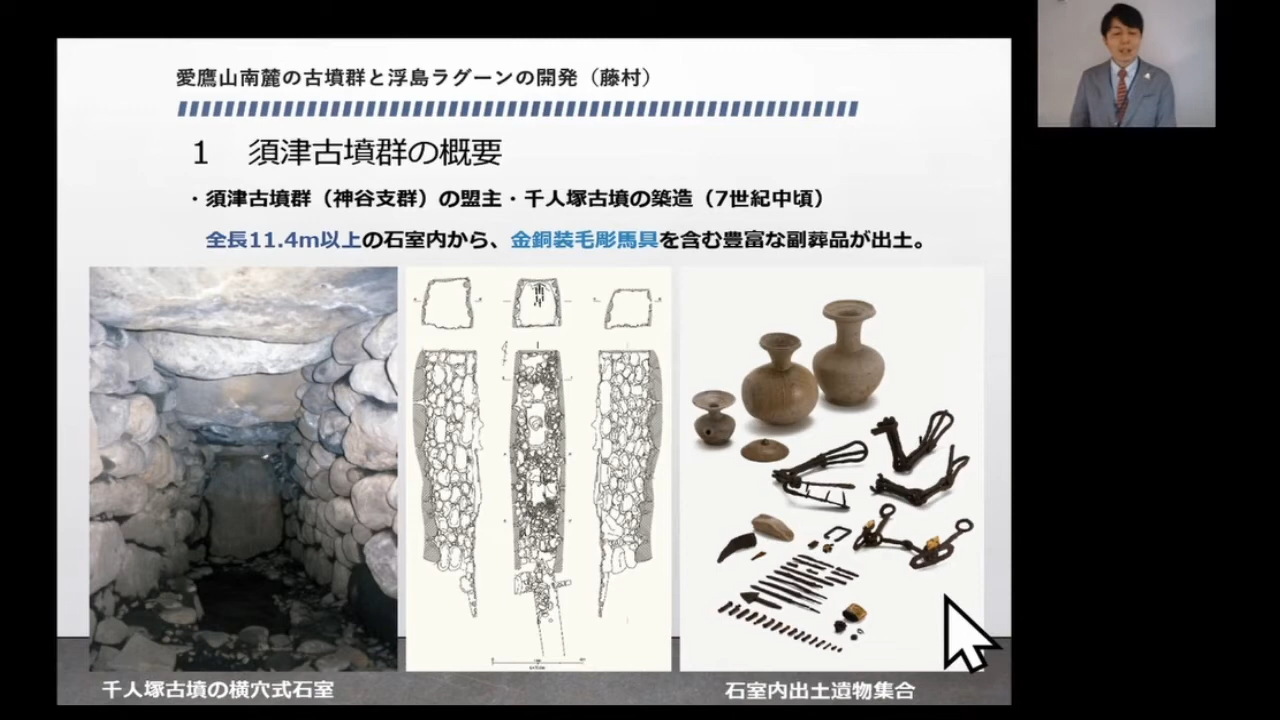 愛鷹山南麓の古墳群と浮島ラグーンの開発（藤村）
1　須津古墳群の概要
・須津古墳群（神谷支群）の盟主・千人塚古墳の築造（7世紀中頃）
全長11.4m以上の石室内から、金銅装毛彫馬具を含む豊富な副葬品が出土。
千人塚古墳の横穴式石室
石室内出土遺物集合